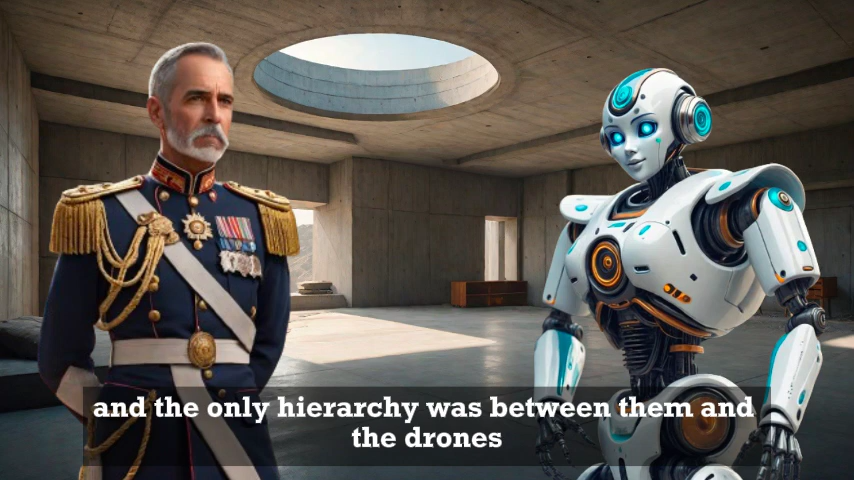 and the only hierarchy was between them and
the drones